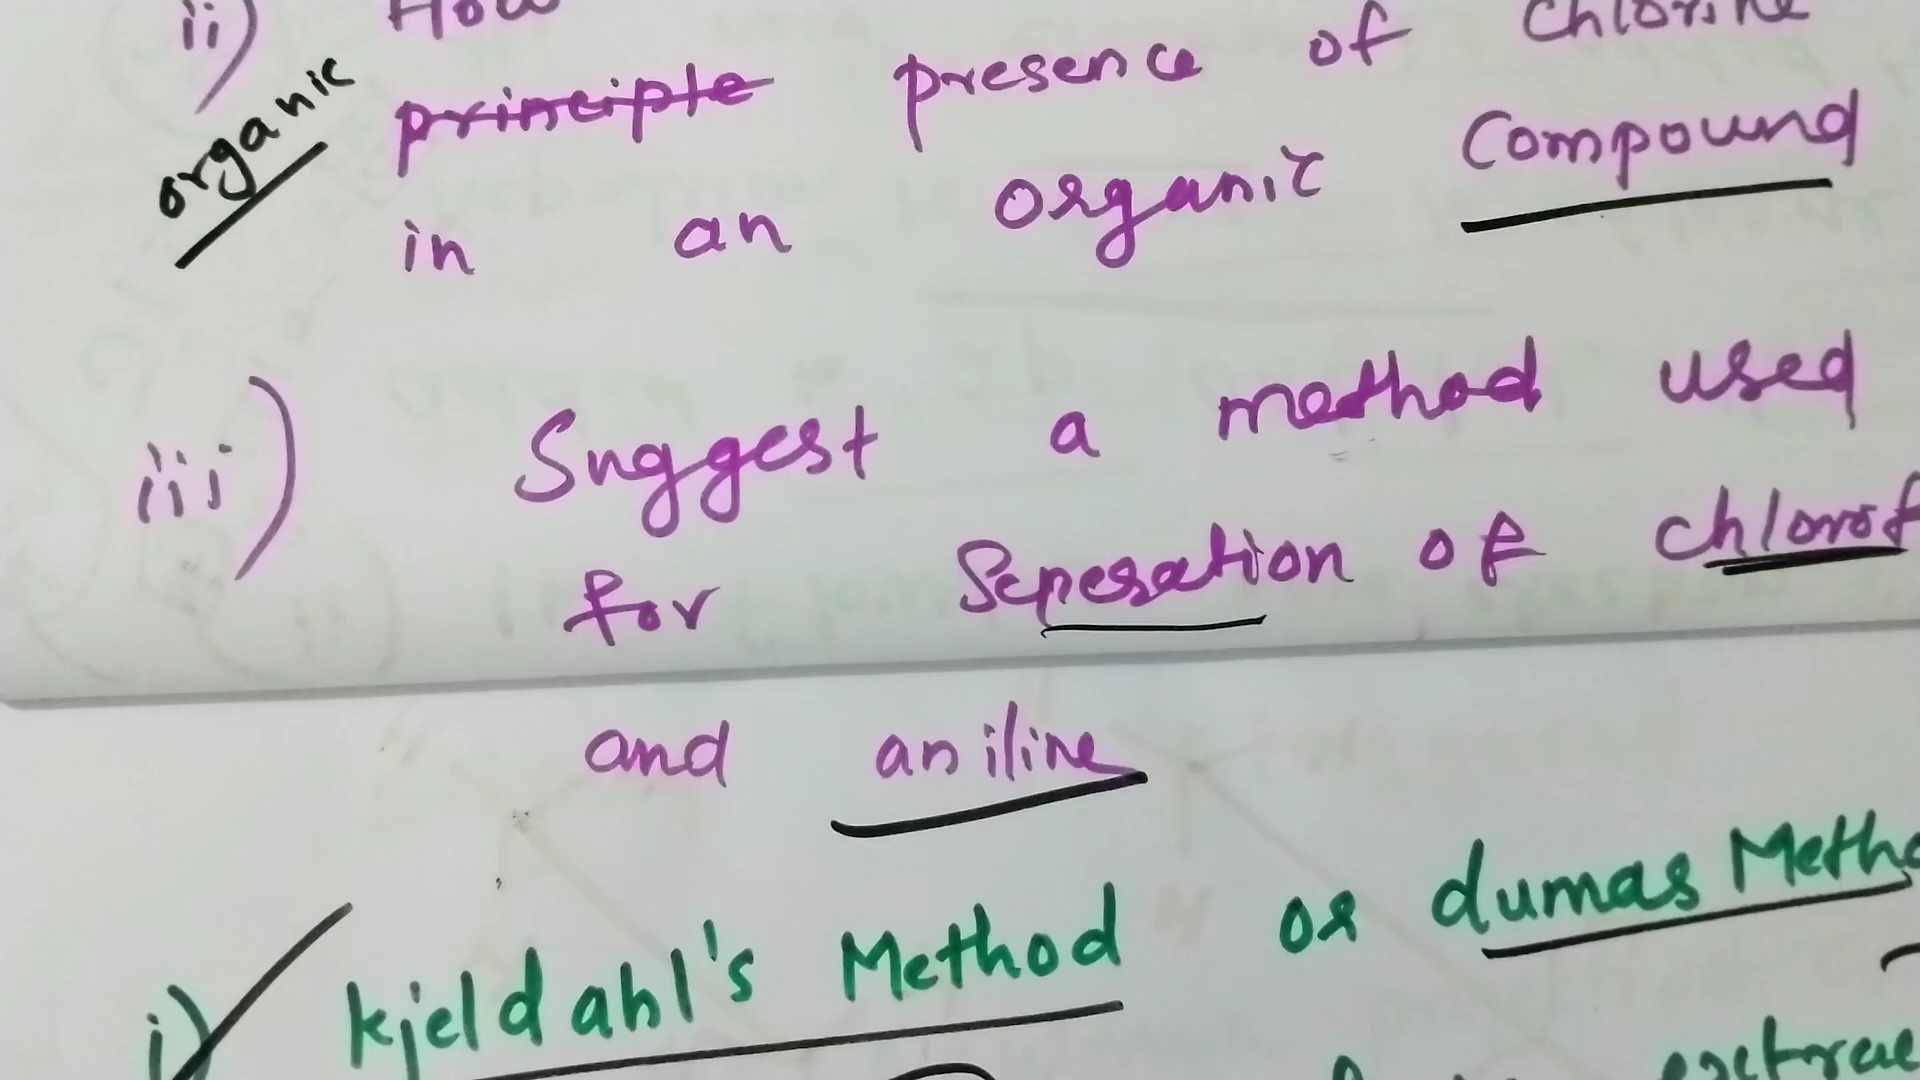 ii) How
organic
principle presence of chlorine
in an organic compound
iii) Suggest a method used
for Seperation of chlorof
and aniline
i) kjeldahl's Method or dumas Metho